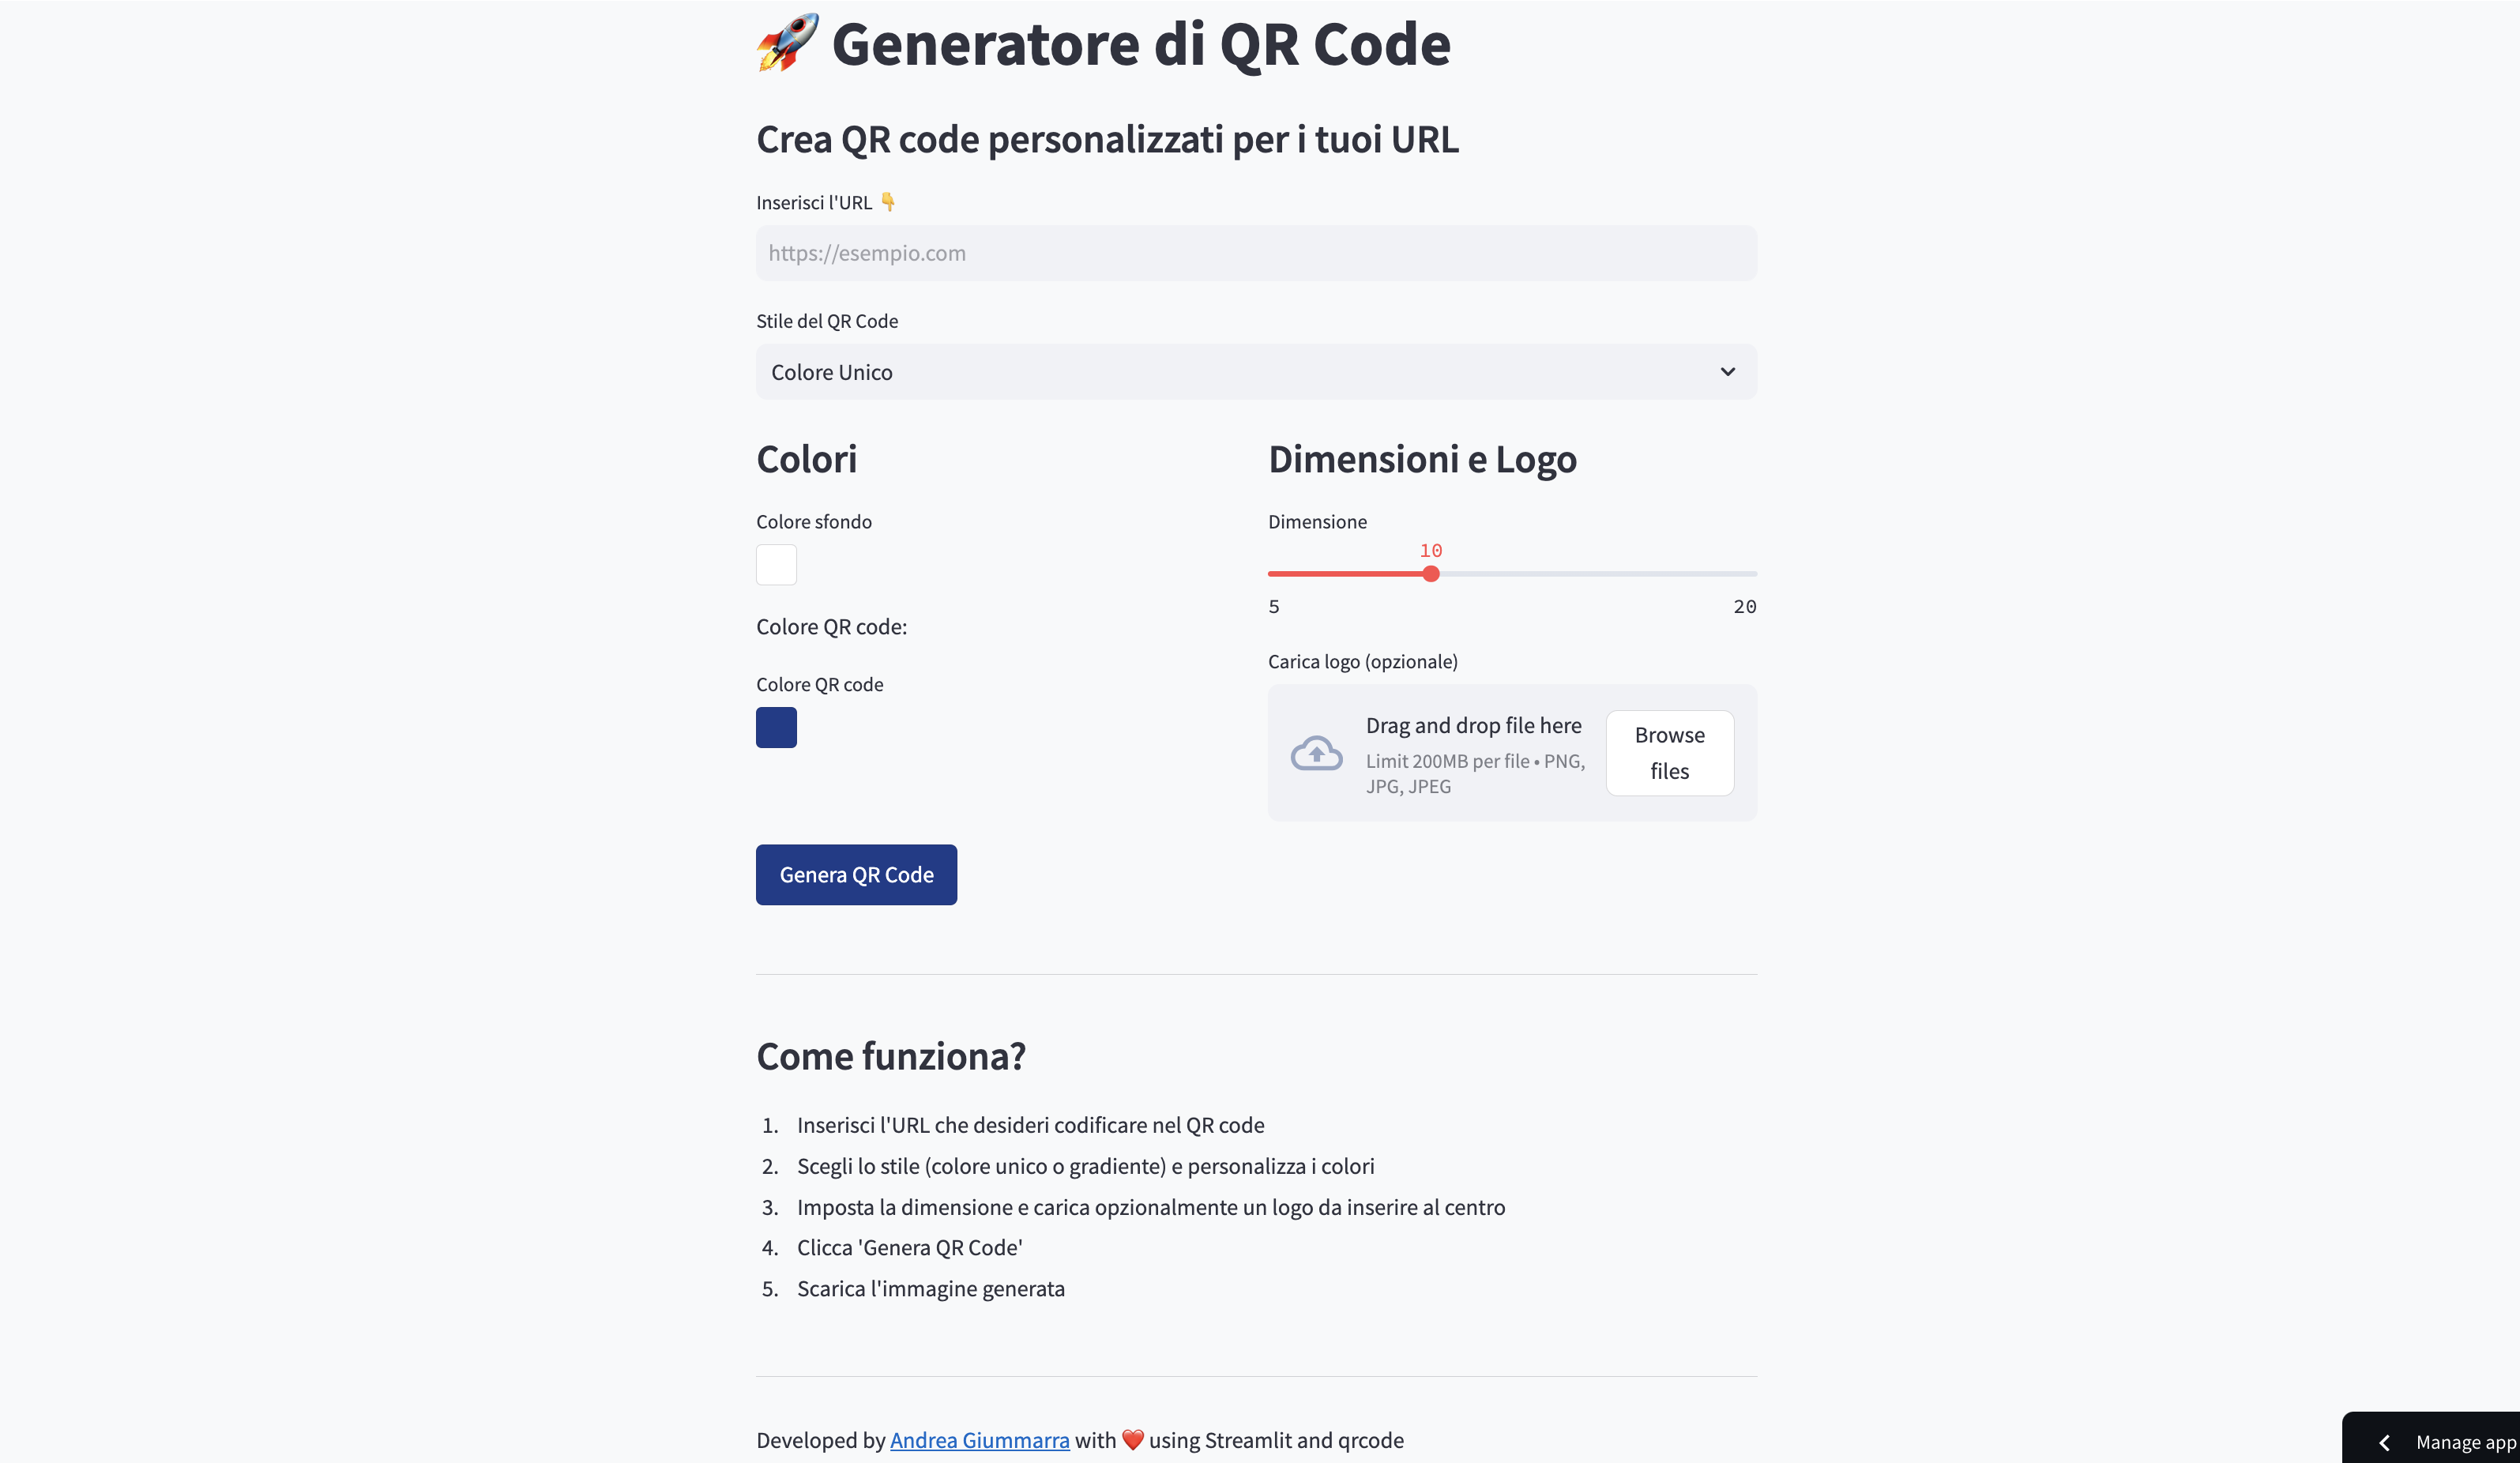 🚀 Generatore di QR Code
Crea QR code personalizzati per i tuoi URL
Inserisci l'URL 👇
https://esempio.com
Stile del QR Code
Colore Unico
Colori
Colore sfondo
Colore QR code:
Colore QR code
Dimensioni e Logo
Dimensione
10
5 20
Carica logo (opzionale)
Drag and drop file here
Limit 200MB per file • PNG,
JPG, JPEG
Browse
files
Genera QR Code
Come funziona?
1. Inserisci l'URL che desideri codificare nel QR code
2. Scegli lo stile (colore unico o gradiente) e personalizza i colori
3. Imposta la dimensione e carica opzionalmente un logo da inserire al centro
4. Clicca 'Genera QR Code'
5. Scarica l'immagine generata
Developed by Andrea Giummarra with ❤️ using Streamlit and qrcode
Manage app